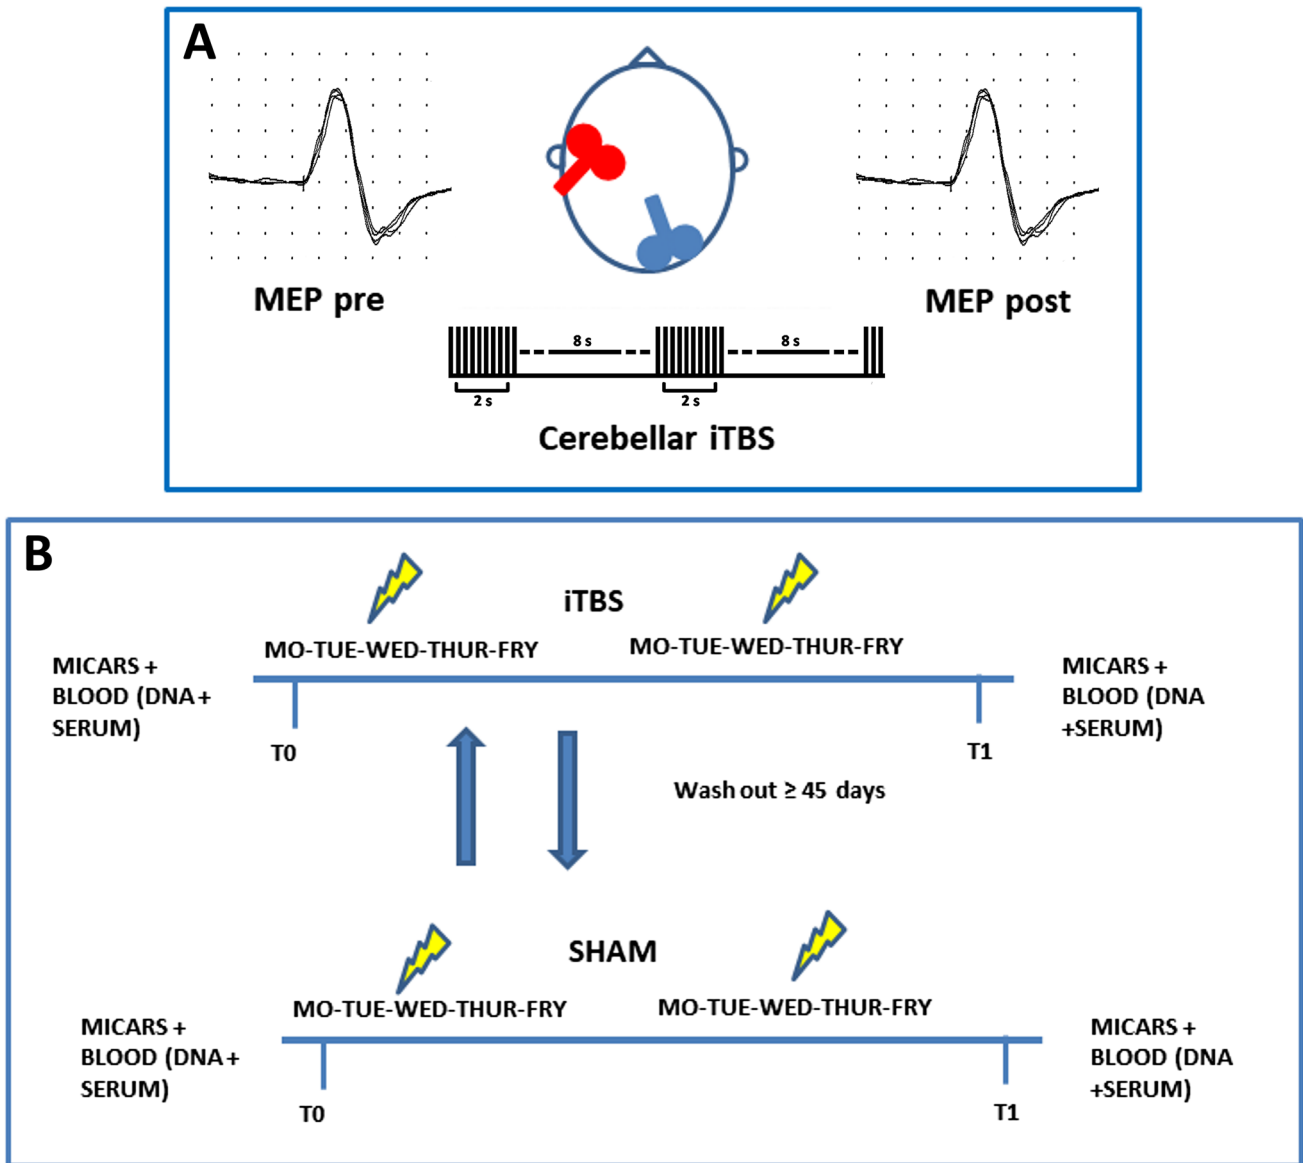 A
MEP pre
MEP post
8 s
8 s
2 s
2 s
Cerebellar iTBS
B
iTBS
MO-TUE-WED-THUR-FRY
MO-TUE-WED-THUR-FRY
MICARS +
BLOOD (DNA +
SERUM)
MICARS +
BLOOD (DNA
+SERUM)
T0
T1
Wash out ≥ 45 days
SHAM
MO-TUE-WED-THUR-FRY
MO-TUE-WED-THUR-FRY
MICARS +
BLOOD (DNA +
SERUM)
MICARS +
BLOOD (DNA
+SERUM)
T0
T1